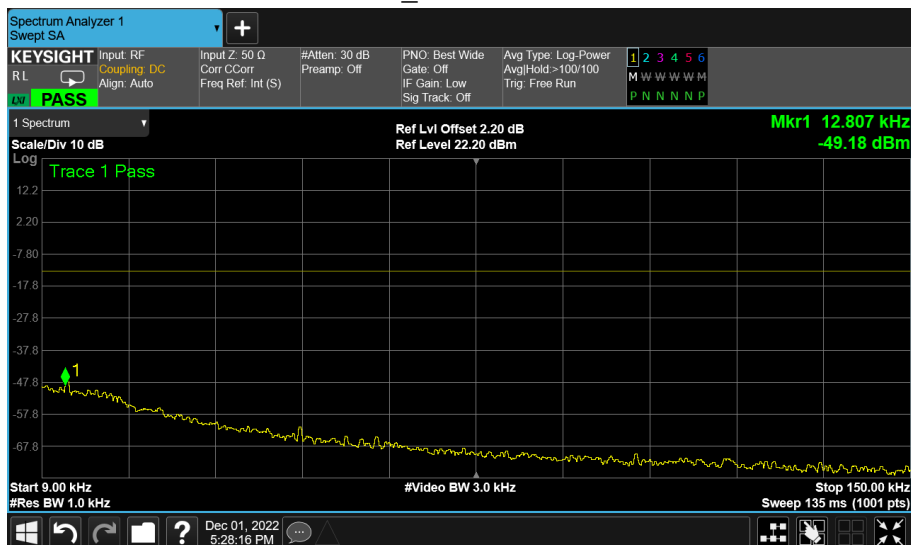 Spectrum Analyzer 1
Swept SA
+
KEYSIGHT
RL
LXI PASS
Input: RF
Coupling: DC
Align: Auto
Input Z: 50 Ω
Corr CCorr
Freq Ref: Int (S)
#Atten: 30 dB
Preamp: Off
PNO: Best Wide
Gate: Off
IF Gain: Low
Sig Track: Off
Avg Type: Log-Power
Avg|Hold:>100/100
Trig: Free Run
1 2 3 4 5 6
M W W W W M
P N N N N P
1 Spectrum
Scale/Div 10 dB
Ref Lvl Offset 2.20 dB
Ref Level 22.20 dBm
Mkr1 12.807 kHz
-49.18 dBm
Log
Trace 1 Pass
12.2
2.20
-7.80
-17.8
-27.8
-37.8
-47.8
-57.8
-67.8
1
Start 9.00 kHz
#Res BW 1.0 kHz
#Video BW 3.0 kHz
Stop 150.00 kHz
Sweep 135 ms (1001 pts)
?
Dec 01, 2022
5:28:16 PM